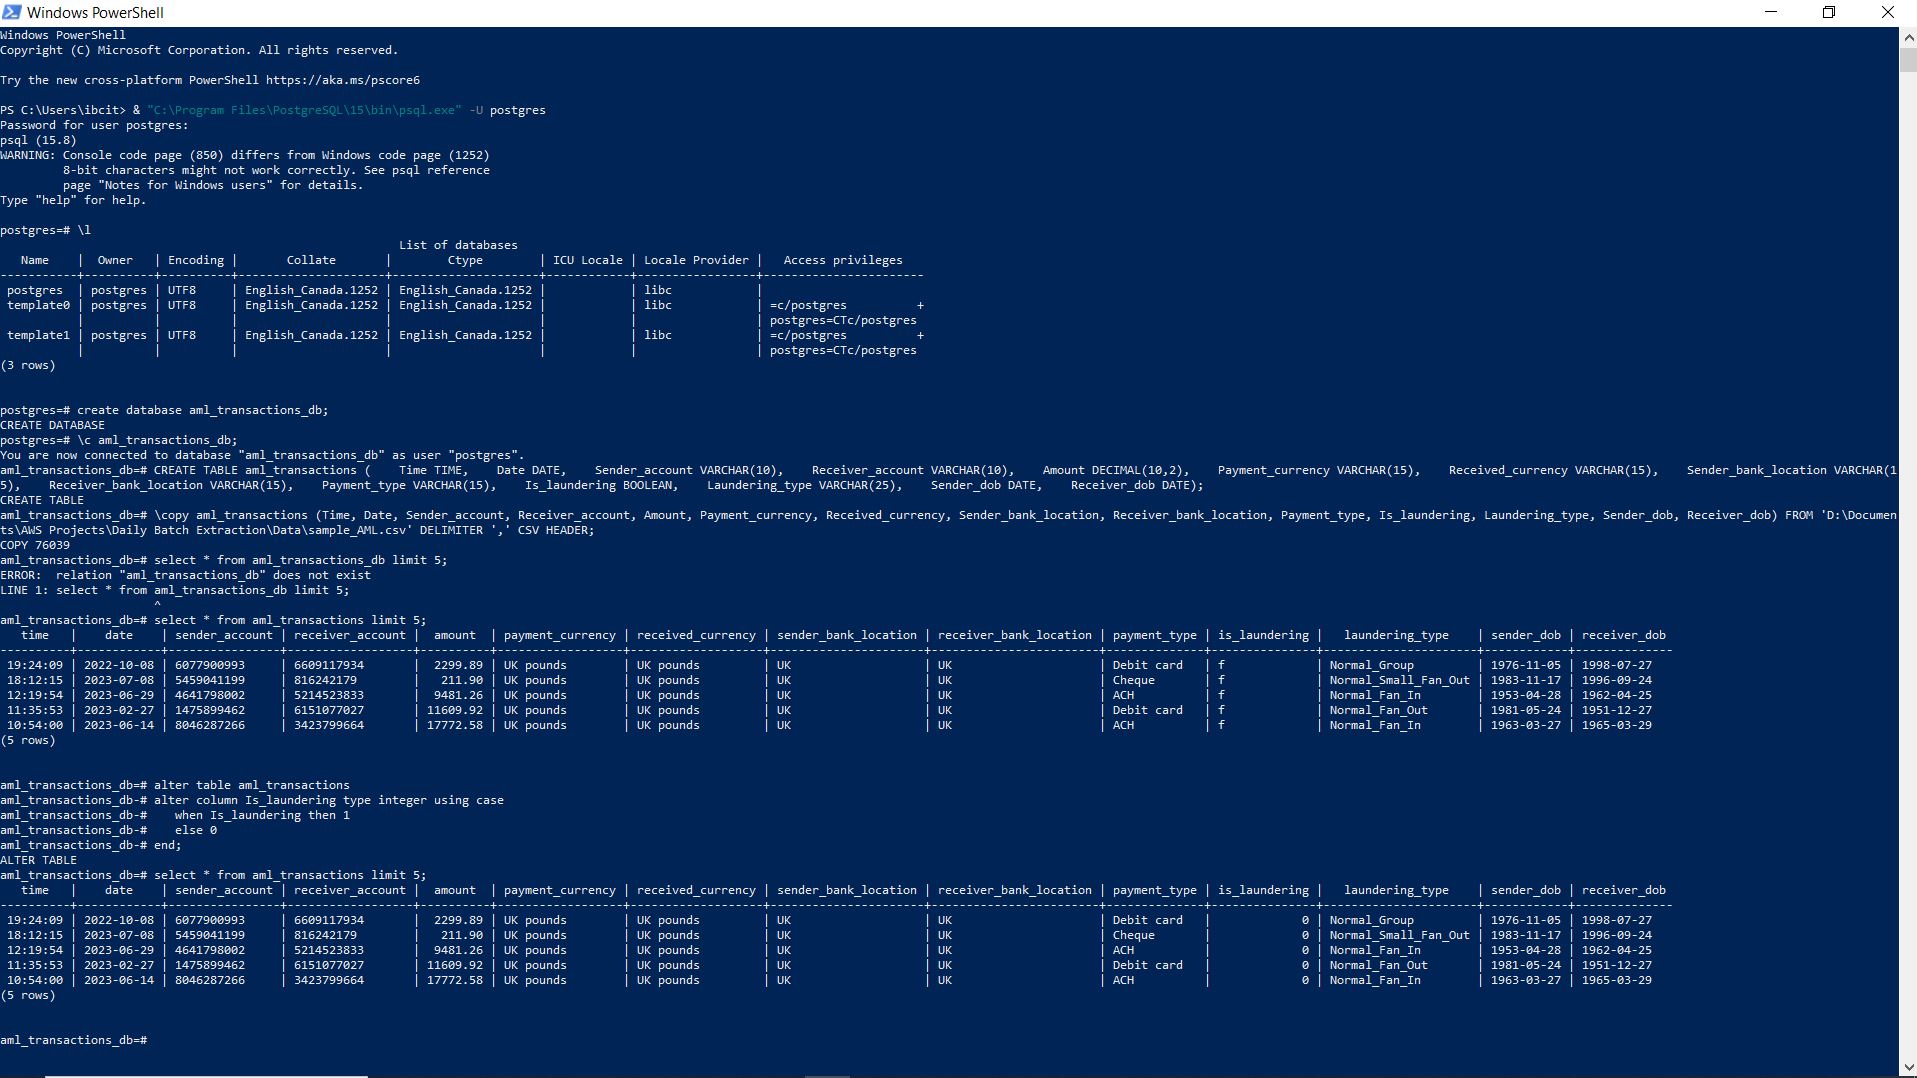 Windows PowerShell
Windows PowerShell
Copyright (C) Microsoft Corporation. All rights reserved.
Try the new cross-platform PowerShell https://aka.ms/pscore6
PS C:\Users\ibcit> & "C:\Program Files\PostgreSQL\15\bin\psql.exe" -U postgres
Password for user postgres:
psql (15.8)
WARNING: Console code page (850) differs from Windows code page (1252)
         8-bit characters might not work correctly. See psql reference
         page "Notes for Windows users" for details.
Type "help" for help.
postgres=# \l
                                                         List of databases
   Name    |  Owner   | Encoding |       Collate       |        Ctype        | ICU Locale | Locale Provider |   Access privileges
-----------+----------+----------+---------------------+---------------------+------------+-----------------+-----------------------
 postgres  | postgres | UTF8     | English_Canada.1252 | English_Canada.1252 |            | libc            |
 template0 | postgres | UTF8     | English_Canada.1252 | English_Canada.1252 |            | libc            | =c/postgres          +
           |          |          |                     |                     |            |                 | postgres=CTc/postgres
 template1 | postgres | UTF8     | English_Canada.1252 | English_Canada.1252 |            | libc            | =c/postgres          +
           |          |          |                     |                     |            |                 | postgres=CTc/postgres
(3 rows)
postgres=# create database aml_transactions_db;
CREATE DATABASE
postgres=# \c aml_transactions_db;
You are now connected to database "aml_transactions_db" as user "postgres".
aml_transactions_db=# CREATE TABLE aml_transactions (    Time TIME,    Date DATE,    Sender_account VARCHAR(10),    Receiver_account VARCHAR(10),    Amount DECIMAL(10,2),    Payment_currency VARCHAR(15),    Received_currency VARCHAR(15),    Sender_bank_location VARCHAR(1
5),    Receiver_bank_location VARCHAR(15),    Payment_type VARCHAR(15),    Is_laundering BOOLEAN,    Laundering_type VARCHAR(25),    Sender_dob DATE,    Receiver_dob DATE);
CREATE TABLE
aml_transactions_db=# \copy aml_transactions (Time, Date, Sender_account, Receiver_account, Amount, Payment_currency, Received_currency, Sender_bank_location, Receiver_bank_location, Payment_type, Is_laundering, Laundering_type, Sender_dob, Receiver_dob) FROM 'D:\Documen
ts\AWS Projects\Daily Batch Extraction\Data\sample_AML.csv' DELIMITER ',' CSV HEADER;
COPY 76039
aml_transactions_db=# select * from aml_transactions_db limit 5;
ERROR:  relation "aml_transactions_db" does not exist
LINE 1: select * from aml_transactions_db limit 5;
                      ^
aml_transactions_db=# select * from aml_transactions limit 5;
   time   |    date    | sender_account | receiver_account |  amount  | payment_currency | received_currency | sender_bank_location | receiver_bank_location | payment_type | is_laundering |   laundering_type   | sender_dob | receiver_dob
----------+------------+----------------+------------------+----------+------------------+-------------------+----------------------+------------------------+--------------+---------------+---------------------+------------+--------------
 19:24:09 | 2022-10-08 | 6077900993     | 6609117934       |  2299.89 | UK pounds        | UK pounds         | UK                   | UK                     | Debit card   | f             | Normal_Group        | 1976-11-05 | 1998-07-27
 18:12:15 | 2023-07-08 | 5459041199     | 816242179        |   211.90 | UK pounds        | UK pounds         | UK                   | UK                     | Cheque       | f             | Normal_Small_Fan_Out | 1983-11-17 | 1996-09-24
 12:19:54 | 2023-06-29 | 4641798002     | 5214523833       |  9481.26 | UK pounds        | UK pounds         | UK                   | UK                     | ACH          | f             | Normal_Fan_In       | 1953-04-28 | 1962-04-25
 11:35:53 | 2023-02-27 | 1475899462     | 6151077027       | 11609.92 | UK pounds        | UK pounds         | UK                   | UK                     | Debit card   | f             | Normal_Fan_Out      | 1981-05-24 | 1951-12-27
 10:54:00 | 2023-06-14 | 8046287266     | 3423799664       | 17772.58 | UK pounds        | UK pounds         | UK                   | UK                     | ACH          | f             | Normal_Fan_In       | 1963-03-27 | 1965-03-29
(5 rows)
aml_transactions_db=# alter table aml_transactions
aml_transactions_db-# alter column Is_laundering type integer using case
aml_transactions_db-#    when Is_laundering then 1
aml_transactions_db-#    else 0
aml_transactions_db-# end;
ALTER TABLE
aml_transactions_db=# select * from aml_transactions limit 5;
   time   |    date    | sender_account | receiver_account |  amount  | payment_currency | received_currency | sender_bank_location | receiver_bank_location | payment_type | is_laundering |   laundering_type   | sender_dob | receiver_dob
----------+------------+----------------+------------------+----------+------------------+-------------------+----------------------+------------------------+--------------+---------------+---------------------+------------+--------------
 19:24:09 | 2022-10-08 | 6077900993     | 6609117934       |  2299.89 | UK pounds        | UK pounds         | UK                   | UK                     | Debit card   |             0 | Normal_Group        | 1976-11-05 | 1998-07-27
 18:12:15 | 2023-07-08 | 5459041199     | 816242179        |   211.90 | UK pounds        | UK pounds         | UK                   | UK                     | Cheque       |             0 | Normal_Small_Fan_Out | 1983-11-17 | 1996-09-24
 12:19:54 | 2023-06-29 | 4641798002     | 5214523833       |  9481.26 | UK pounds        | UK pounds         | UK                   | UK                     | ACH          |             0 | Normal_Fan_In       | 1953-04-28 | 1962-04-25
 11:35:53 | 2023-02-27 | 1475899462     | 6151077027       | 11609.92 | UK pounds        | UK pounds         | UK                   | UK                     | Debit card   |             0 | Normal_Fan_Out      | 1981-05-24 | 1951-12-27
 10:54:00 | 2023-06-14 | 8046287266     | 3423799664       | 17772.58 | UK pounds        | UK pounds         | UK                   | UK                     | ACH          |             0 | Normal_Fan_In       | 1963-03-27 | 1965-03-29
(5 rows)
aml_transactions_db=#